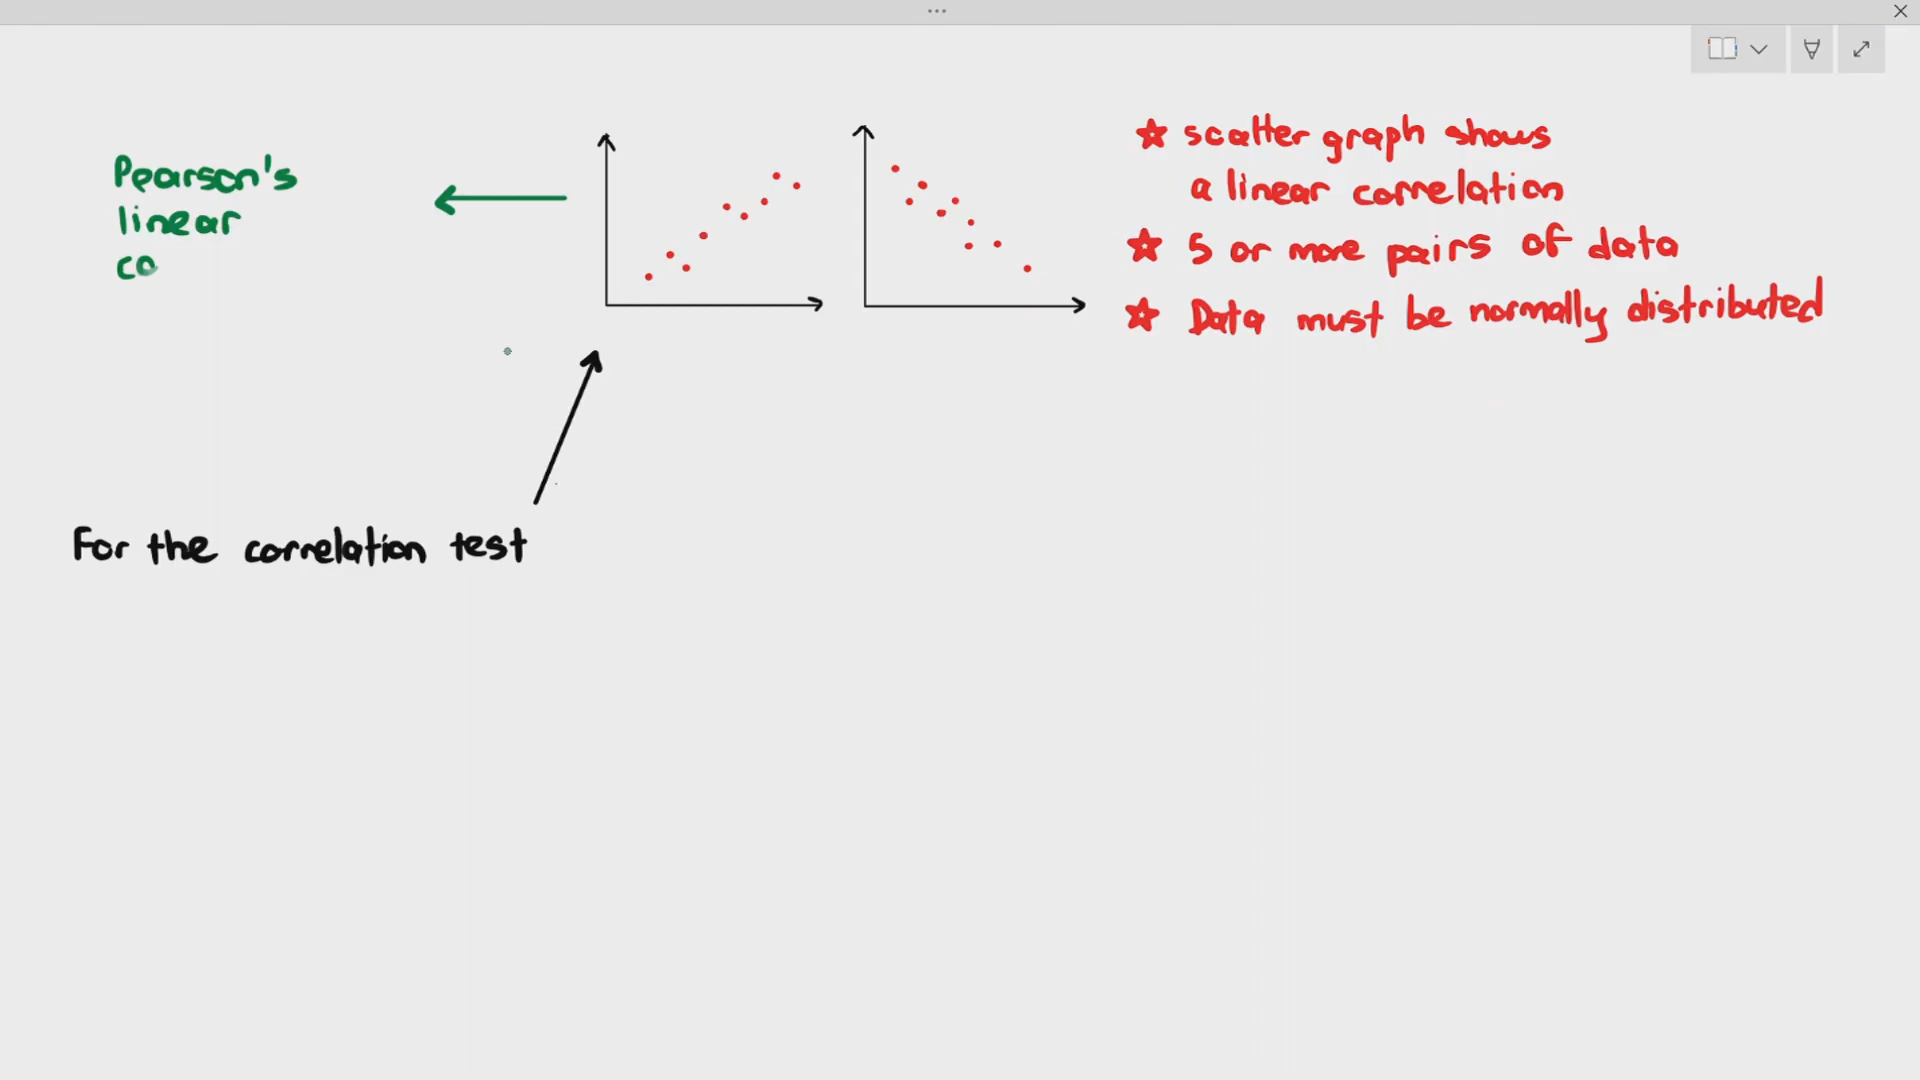 Pearson's
linear
co
☆ scatter graph shows
a linear correlation
☆ 5 or more pairs of data
☆ Data must be normally distributed
For the correlation test